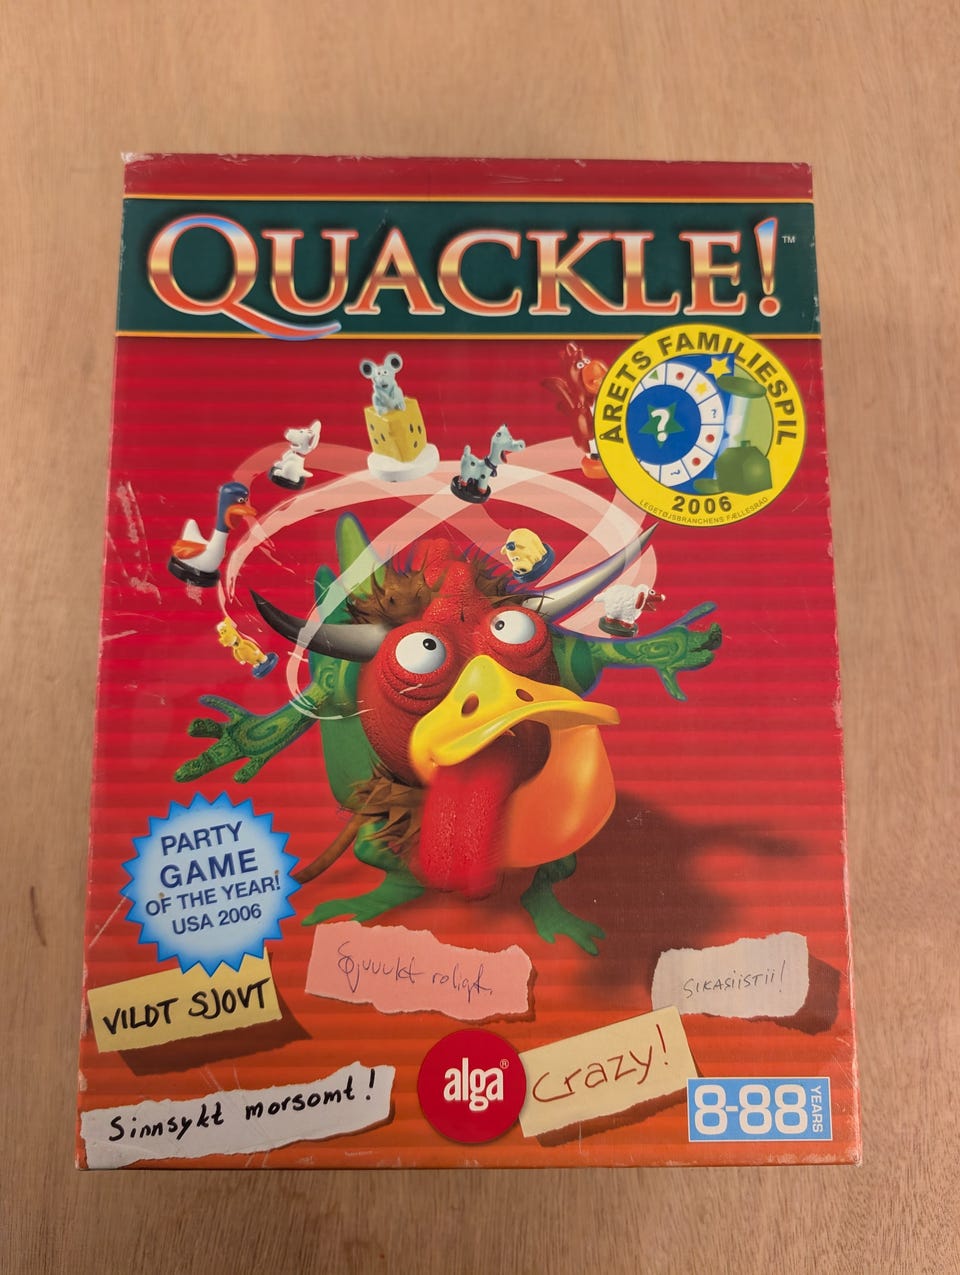 QUACKLE!™
ÅRETS FAMILIESPIL
?
?
?
2006
LEGETØJSBRANCHENS FÆLLESRÅD
PARTY
GAME
OF THE YEAR!
USA 2006
VILDT SJOVT
Sjuuukt roligt.
SIKASIISTII!
Sinnsykt morsomt!
alga®
Crazy!
8-88
YEARS